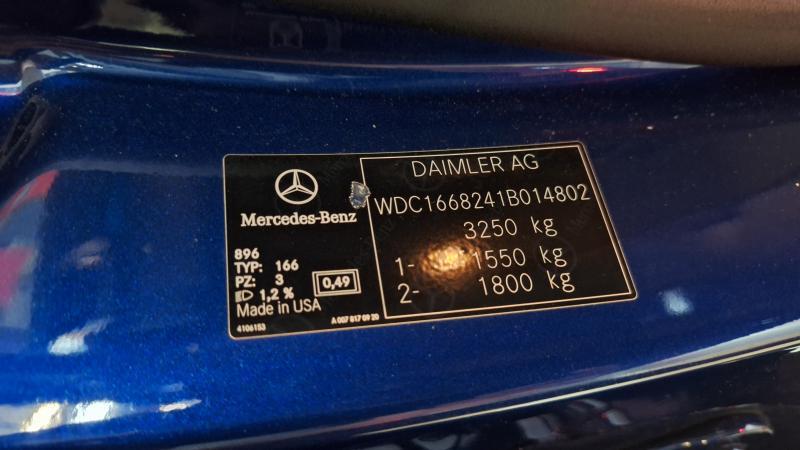 Mercedes-Benz
896
TYP: 166
PZ: 3
1,2 %
0,49
Made in USA
4106153
A 007 817 09 20
DAIMLER AG
WDC1668241B014802
3250 kg
1- 1550 kg
2- 1800 kg